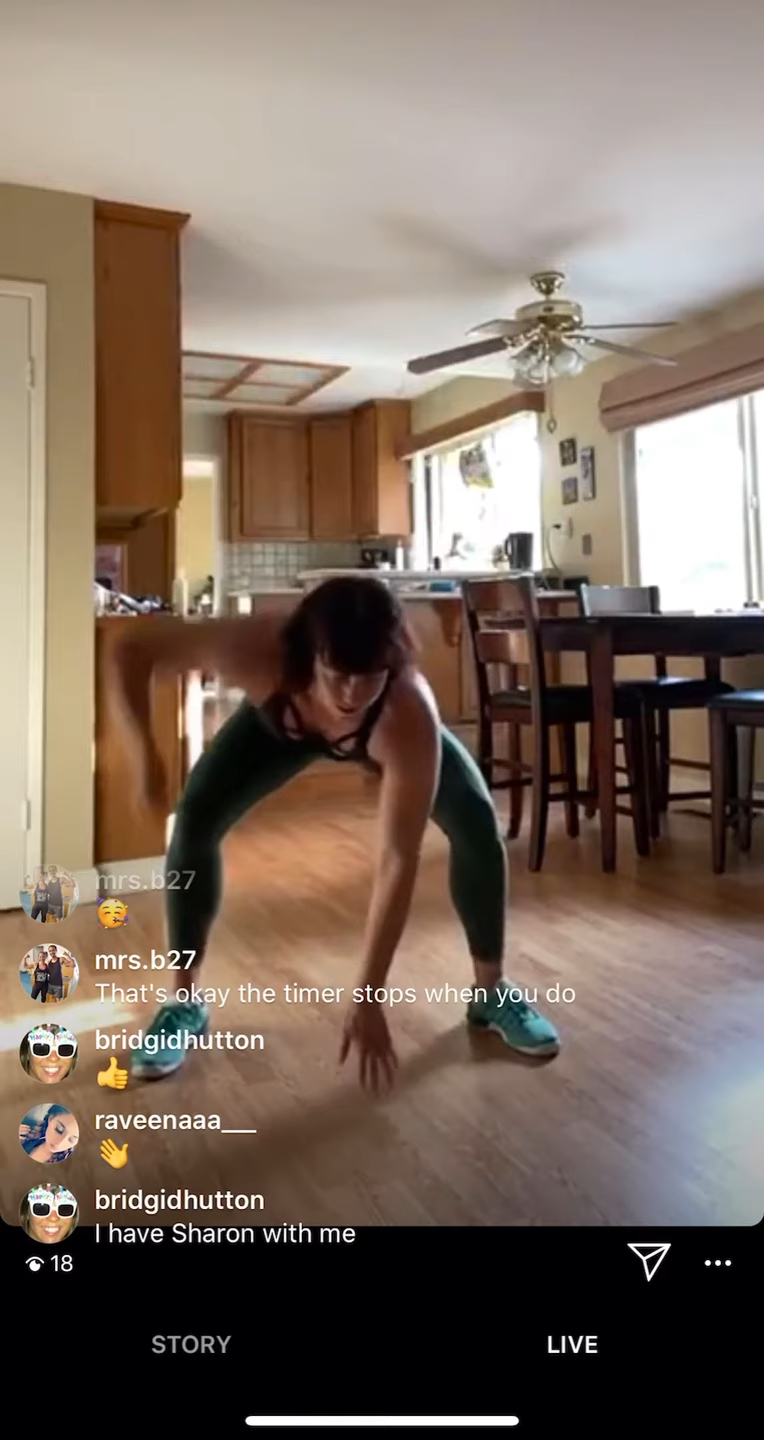 mrs.b27
🥳
mrs.b27
That's okay the timer stops when you do
bridgidhutton
👍
raveenaaa___
👋
bridgidhutton
I have Sharon with me
18
STORY
LIVE